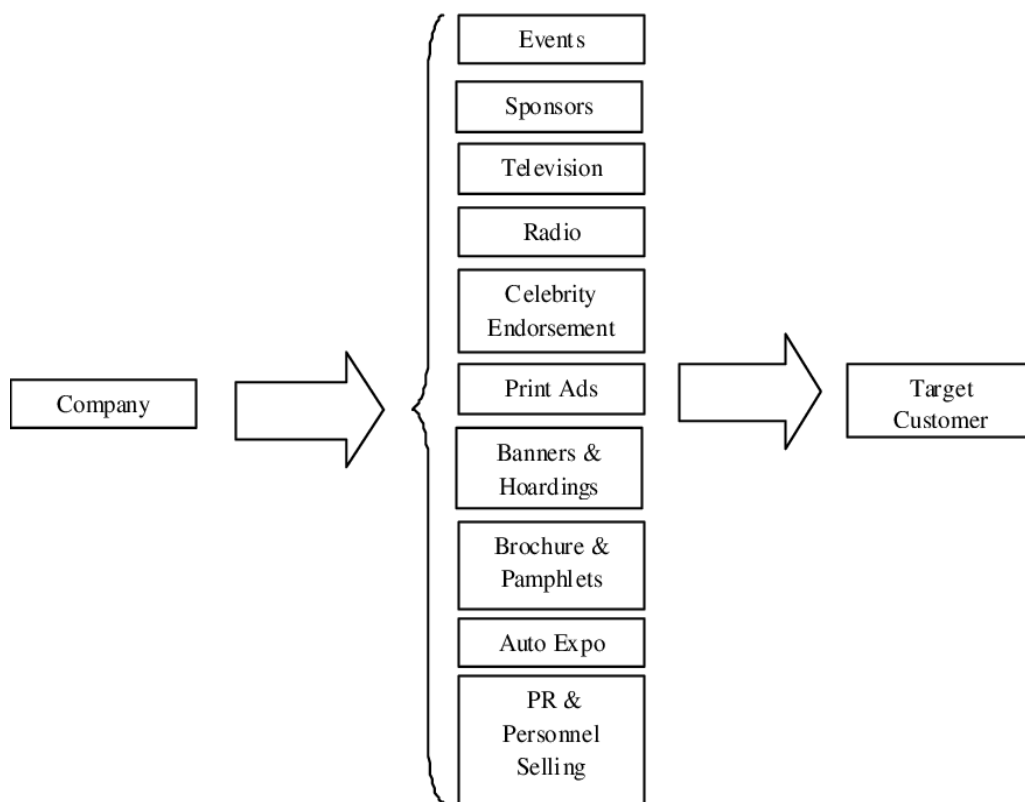 Events
Sponsors
Television
Radio
Celebrity
Endorsement
Company
Print Ads
Target
Customer
Banners &
Hoardings
Brochure &
Pamphlets
Auto Expo
PR &
Personnel
Selling